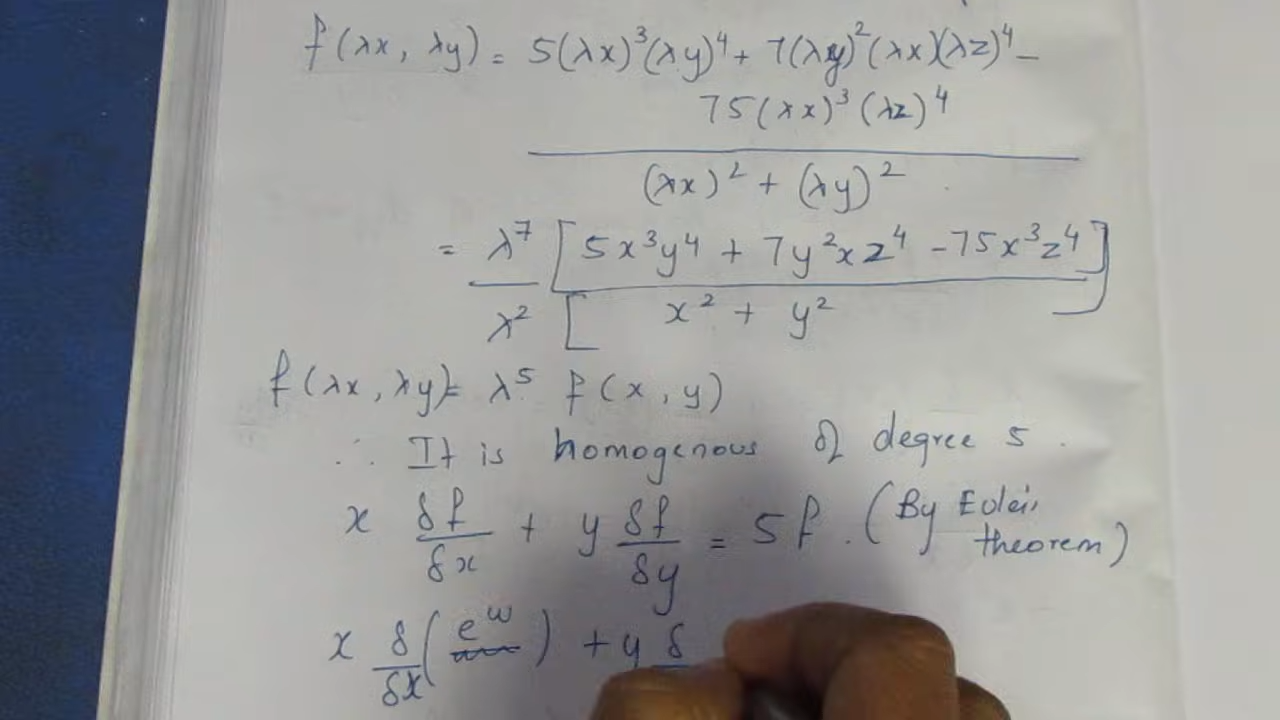 f(λx, λy) = 5(λx)³(λy)⁴ + 7(λy)²(λx)(λz)⁴ –
75(λx)³(λz)⁴
(λx)² + (λy)²
= λ⁷ [5x³y⁴ + 7y²xz⁴ - 75x³z⁴]
λ² [ x² + y²
f(λx, λy) = λ⁵ f(x, y)
∴ It is homogenous of degree 5.
x δf/δx + y δf/δy = 5f. (By Euler's theorem)
x δ/δx (e^w) + y δ